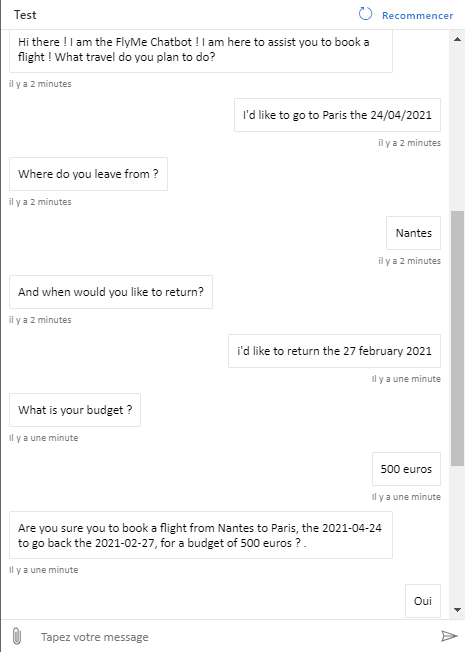 Test
Recommencer
Hi there ! I am the FlyMe Chatbot ! I am here to assist you to book a
flight ! What travel do you plan to do?
il y a 2 minutes
I'd like to go to Paris the 24/04/2021
il y a 2 minutes
Where do you leave from ?
il y a 2 minutes
Nantes
il y a 2 minutes
And when would you like to return?
il y a 2 minutes
i'd like to return the 27 february 2021
Il y a une minute
What is your budget ?
Il y a une minute
500 euros
Il y a une minute
Are you sure you to book a flight from Nantes to Paris, the 2021-04-24
to go back the 2021-02-27, for a budget of 500 euros ? .
Il y a une minute
Oui
Tapez votre message